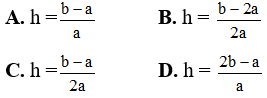 A. h = (b – a)/a B. h = (b – 2a)/2a
C. h = (b – a)/2a D. h = (2b – a)/a